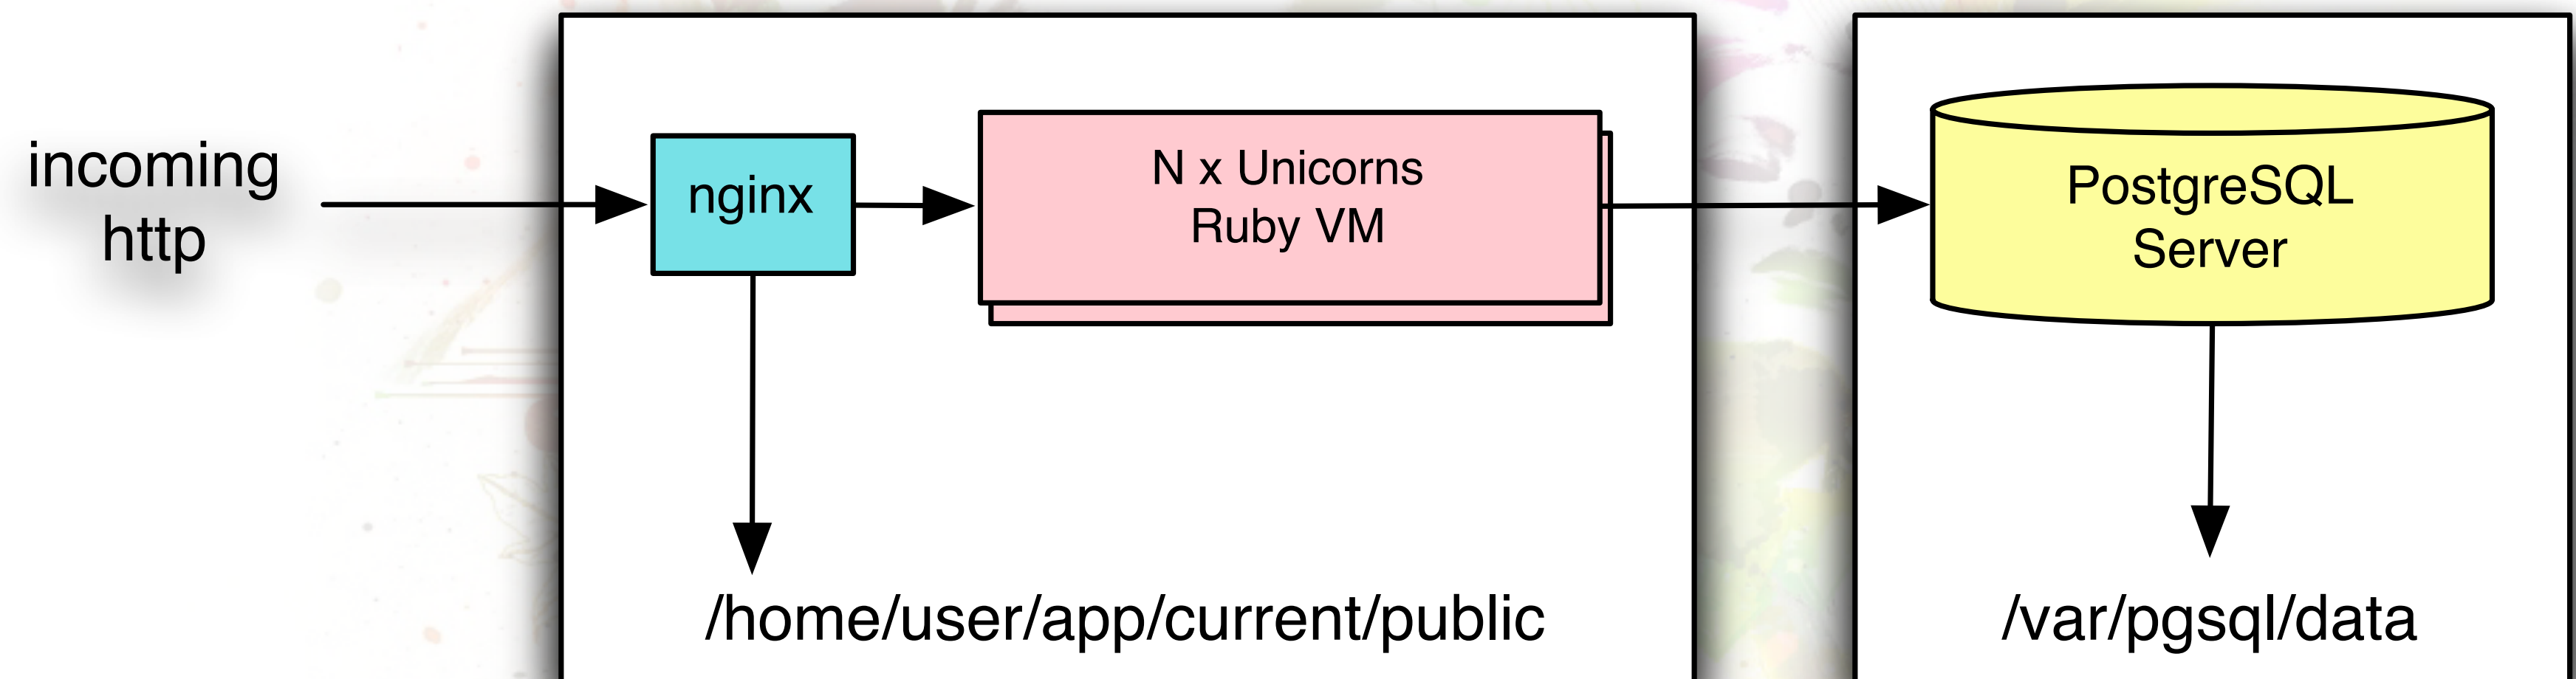 incoming
http
nginx
N x Unicorns
Ruby VM
PostgreSQL
Server
/home/user/app/current/public
/var/pgsql/data